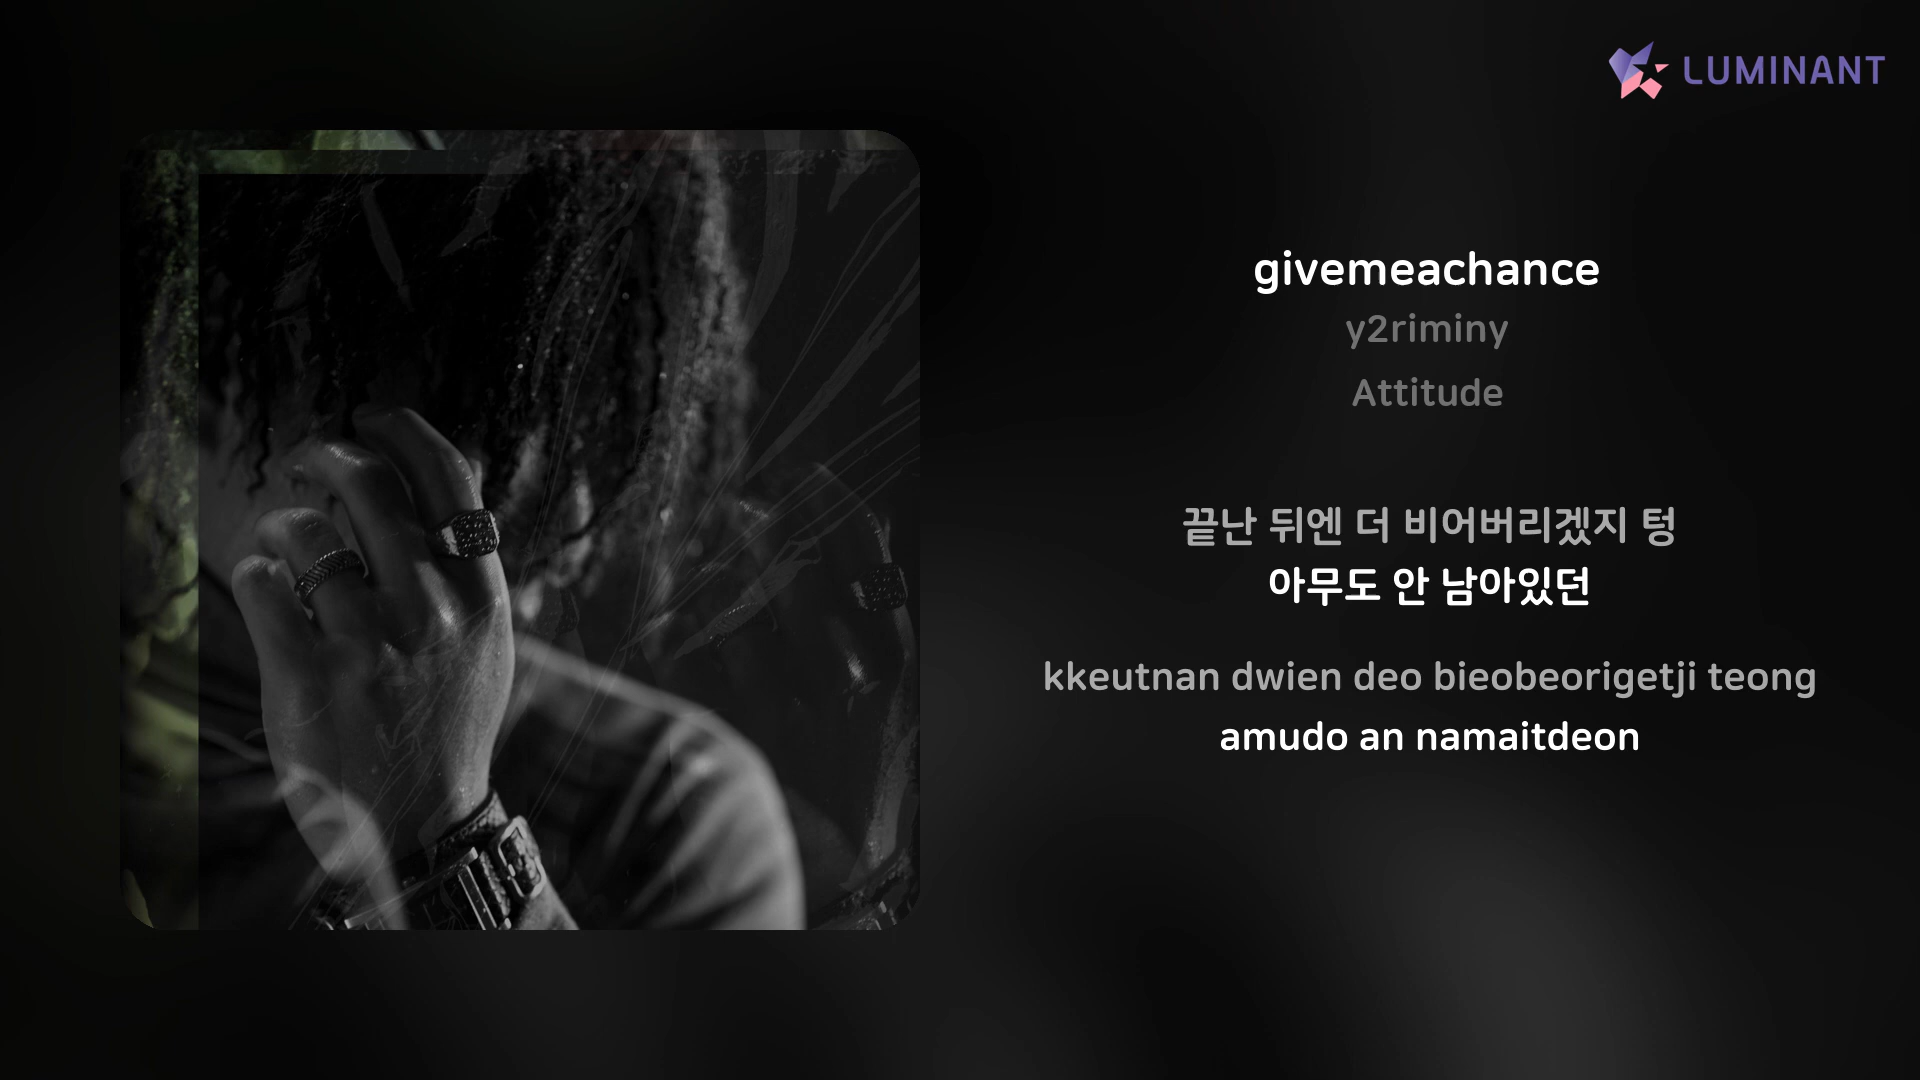 LUMINANT
givemeachance
y2riminy
Attitude
끝난 뒤엔 더 비어버리겠지 텅
아무도 안 남아있던
kkeutnan dwien deo bieobeorigetji teong
amudo an namaitdeon